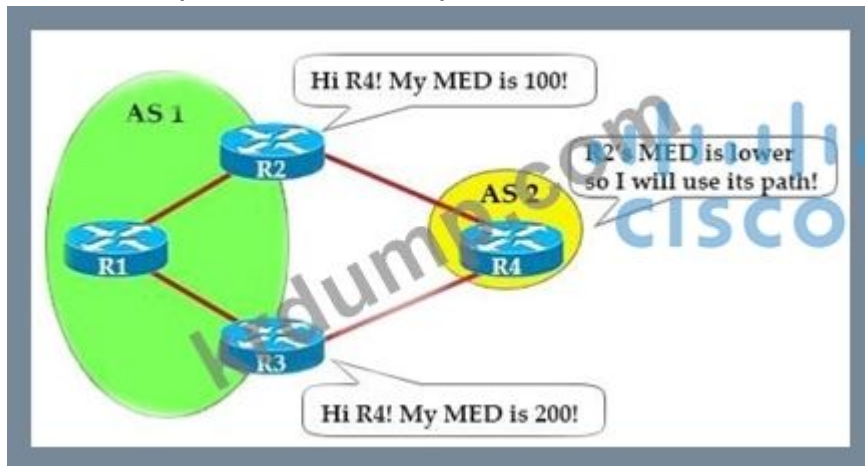 Hi R4! My MED is 100!
AS 1
R2's MED is lower
so I will use its path!
R2
AS 2
CISCO
R1
R4
R3
Hi R4! My MED is 200!